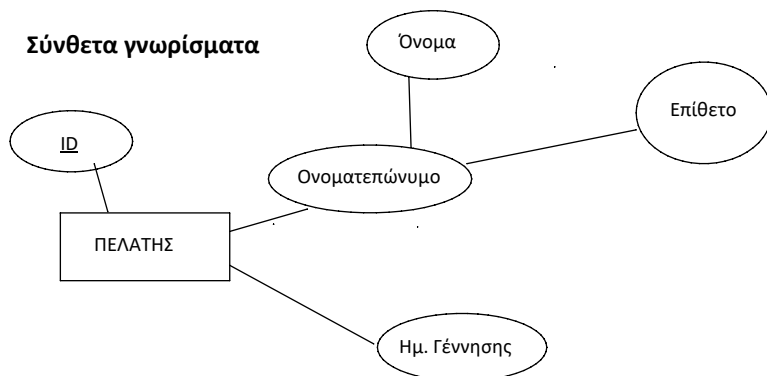 Σύνθετα γνωρίσματα
Όνομα
Επίθετο
ID
Ονοματεπώνυμο
ΠΕΛΑΤΗΣ
Ημ. Γέννησης